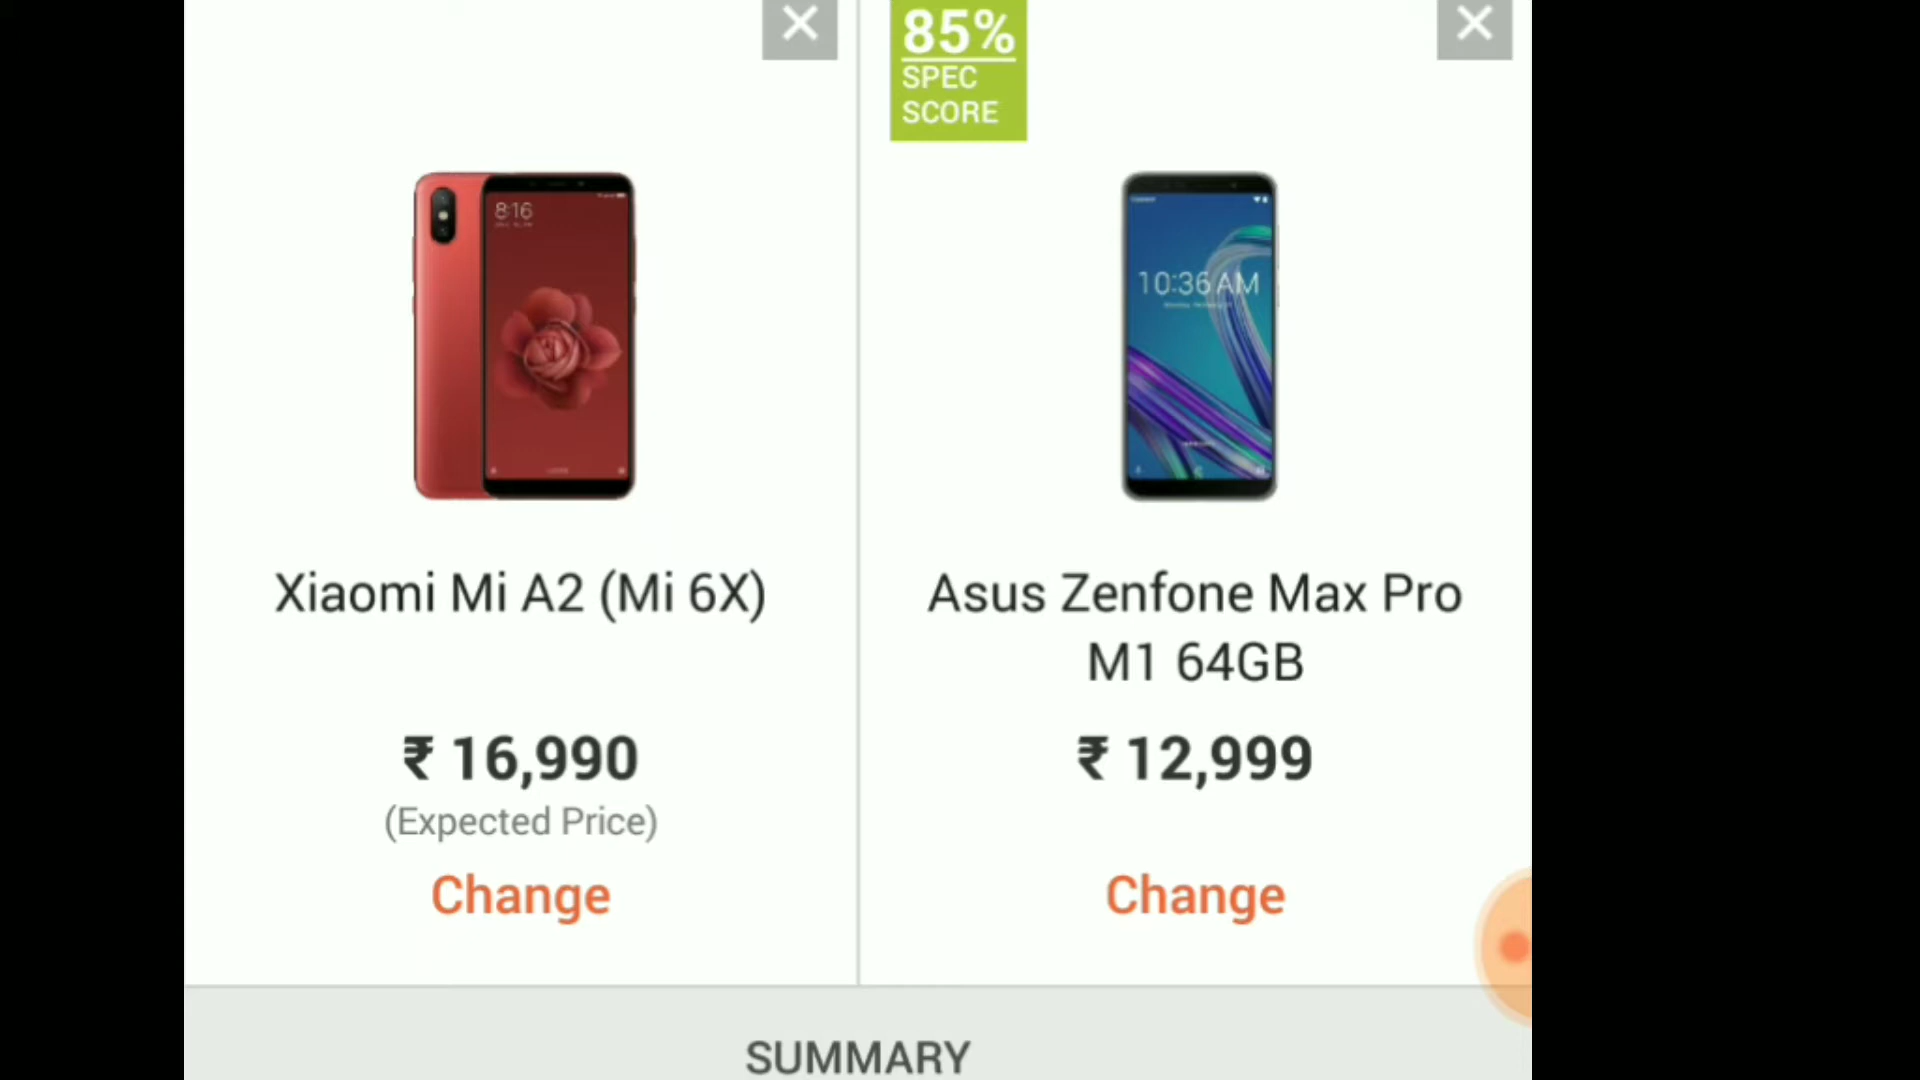 85%
SPEC
SCORE
8:16
10:36 AM
Xiaomi Mi A2 (Mi 6X)
Asus Zenfone Max Pro
M1 64GB
₹ 16,990
(Expected Price)
₹ 12,999
Change
Change
SUMMARY